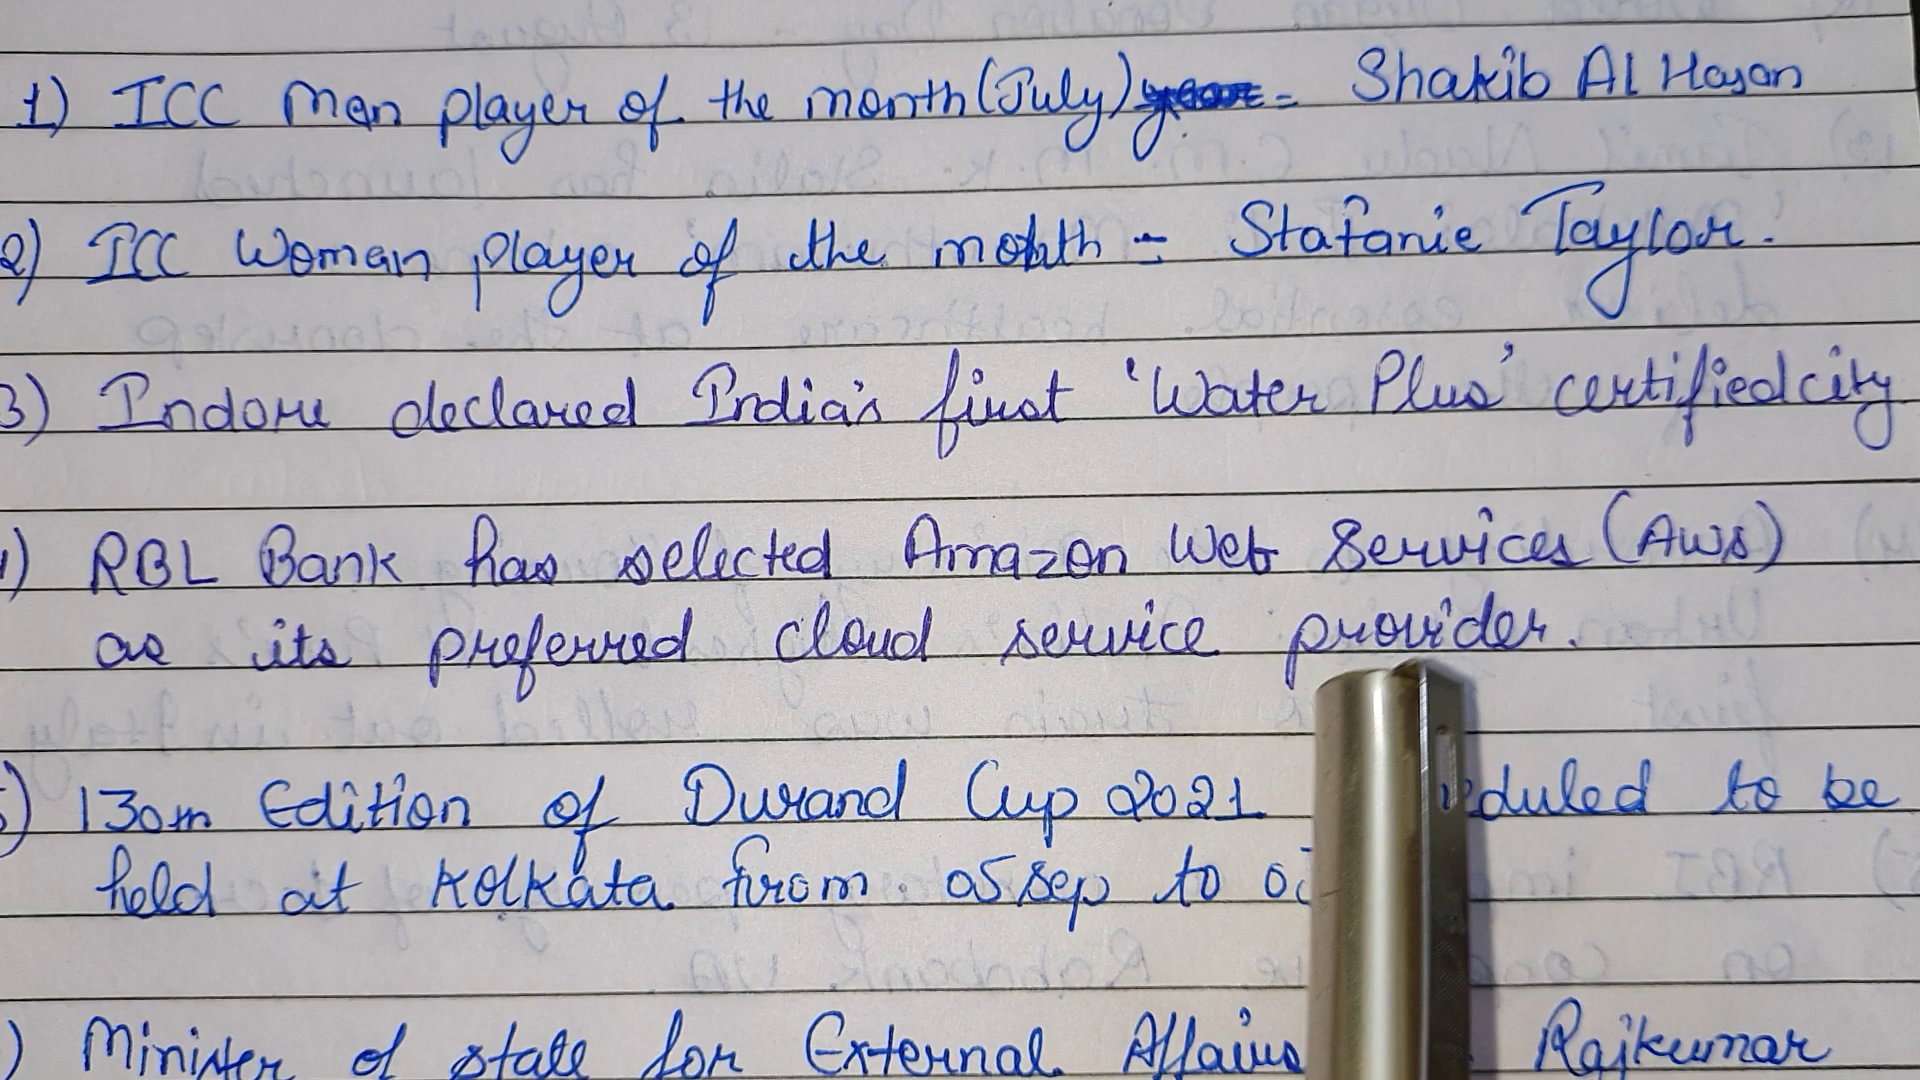 1) ICC Man player of the month (July) = Shakib Al Hasan
2) ICC Woman player of the month = Stafanie Taylor.
3) Indore declared India's first 'Water Plus' certified city
) RBL Bank has selected Amazon Web Services (AWS)
as its preferred cloud service provider.
) 130th Edition of Durand Cup 2021 duled to be
held at Kolkata from 05 Sep to
) Minister of state for External Affairs Rajkumar